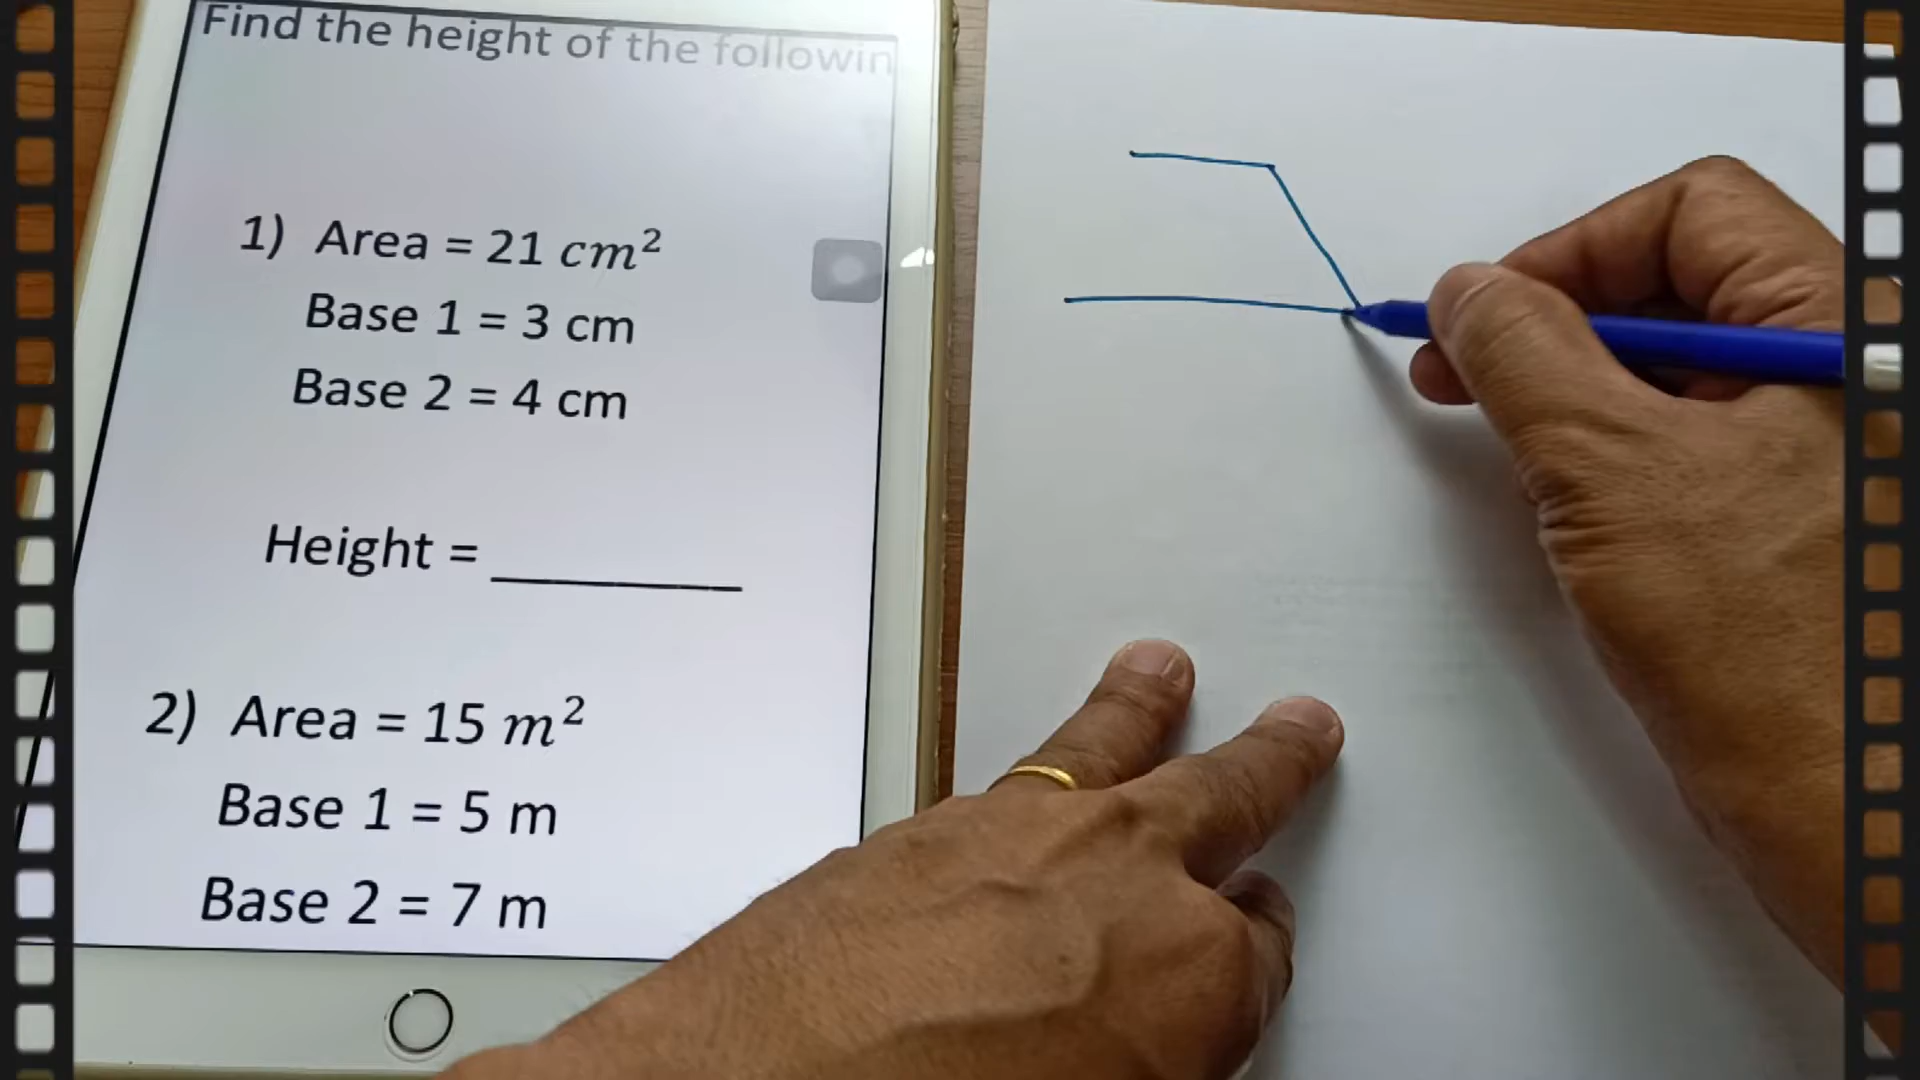 Find the height of the followin
1) Area = 21 cm²
Base 1 = 3 cm
Base 2 = 4 cm
Height = __________
2) Area = 15 m²
Base 1 = 5 m
Base 2 = 7 m